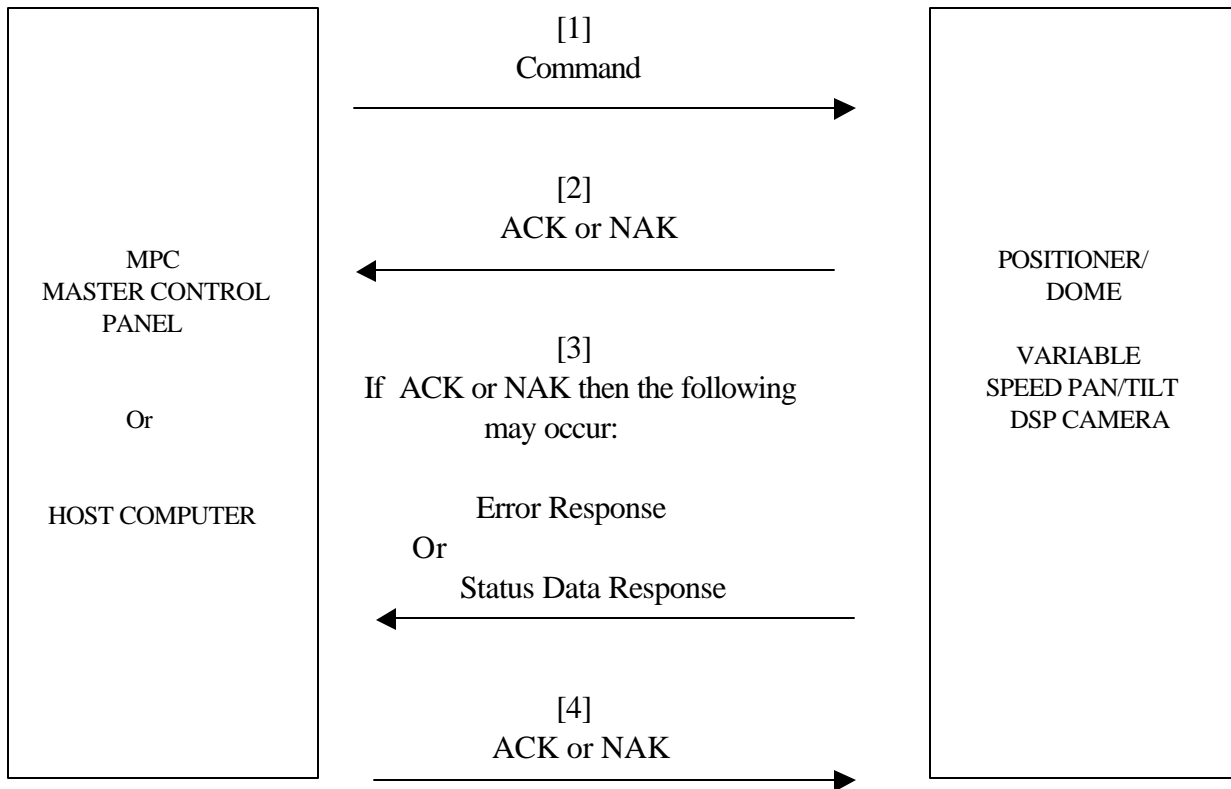 MPC
MASTER CONTROL
PANEL
Or
HOST COMPUTER
[1]
Command
[2]
ACK or NAK
[3]
If ACK or NAK then the following
may occur:
Error Response
Or
Status Data Response
[4]
ACK or NAK
POSITIONER/
DOME
VARIABLE
SPEED PAN/TILT
DSP CAMERA